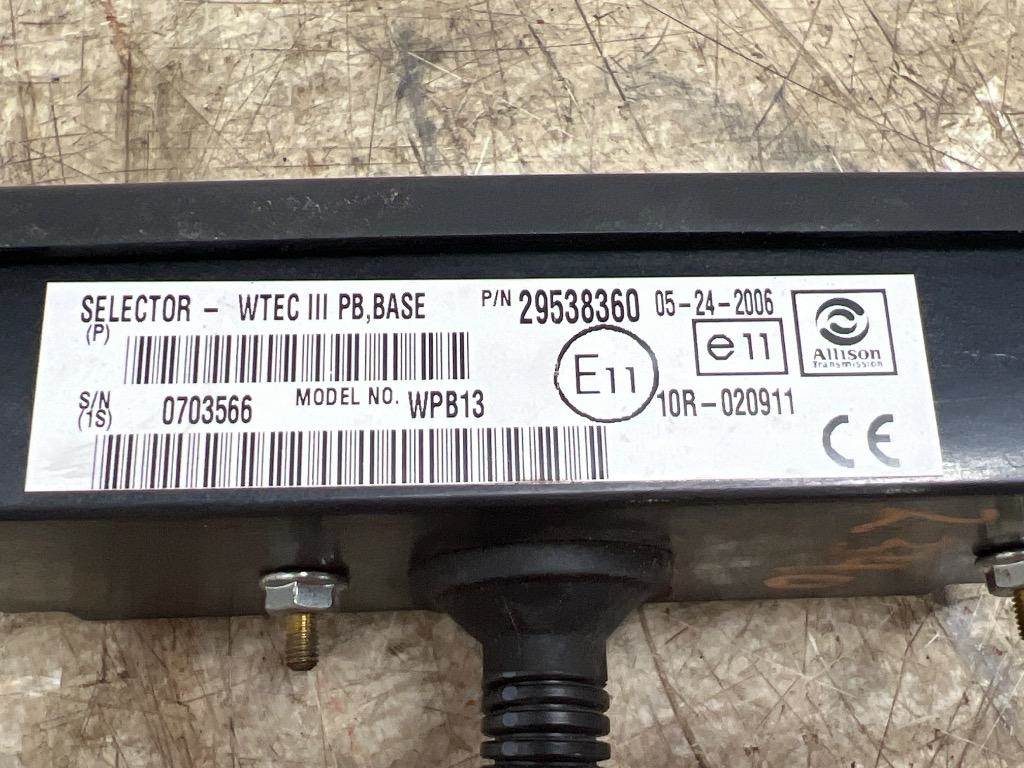 SELECTOR - WTEC III PB,BASE P/N 29538360 05-24-2006
(P)
e11
Allison
Transmission
E11
S/N
(1S)
0703566 MODEL NO. WPB13
10R-020911
CE